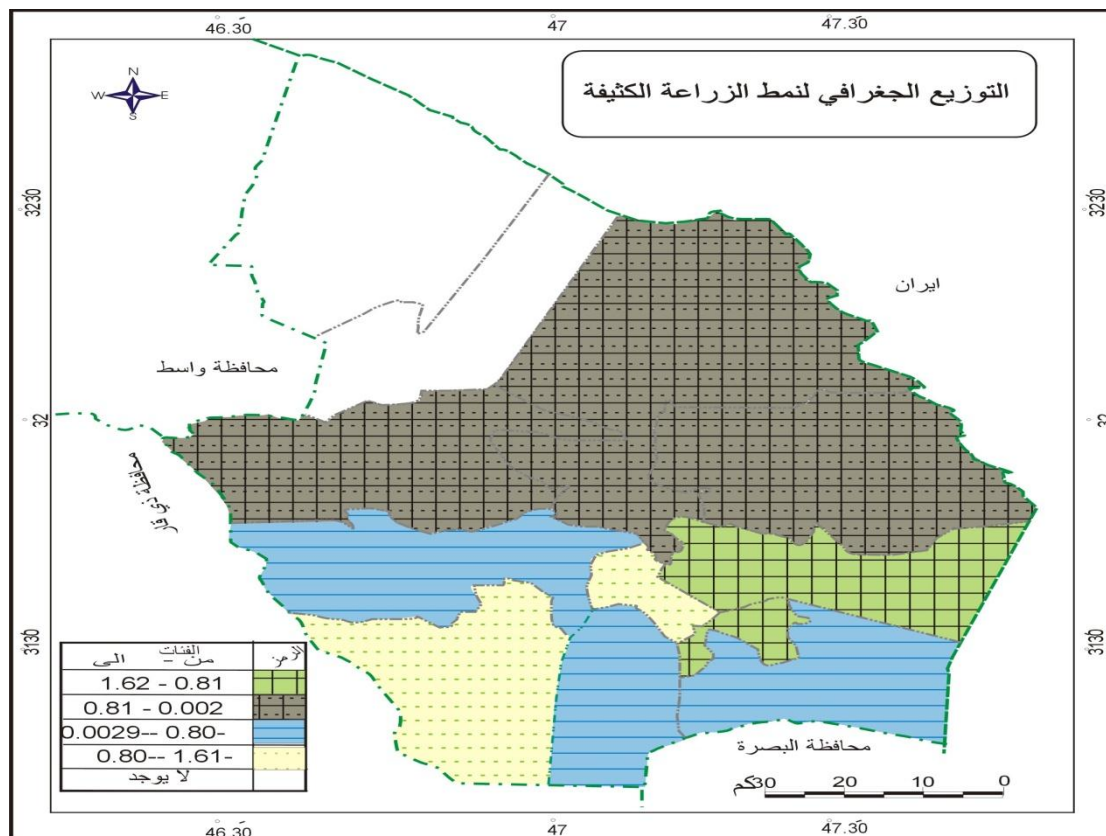 46.30 47 47.30
التوزيع الجغرافي لنمط الزراعة الكثيفة
N
W E
S
3230 3230
ايران
محافظة واسط
32 32
محافظة ذي قار
3130 3130
الفئات
من - الى
الرمز
0.81 - 1.62
0.002 - 0.81
-0.80 --0.0029
-1.61 --0.80
لا يوجد
محافظة البصرة
كم30 20 10 0
46.30 47 47.30